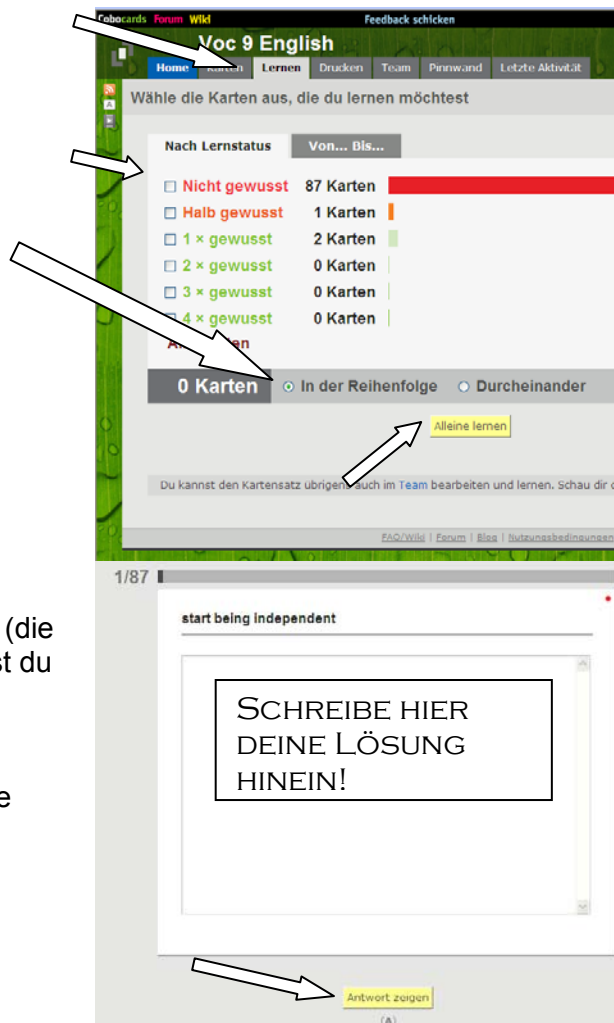 Cobocards Forum Wiki Feedback schicken
Voc 9 English
Home Karten Lernen Drucken Team Pinnwand Letzte Aktivität
Wähle die Karten aus, die du lernen möchtest
Nach Lernstatus Von... Bis...
Nicht gewusst 87 Karten
Halb gewusst 1 Karten
1 × gewusst 2 Karten
2 × gewusst 0 Karten
3 × gewusst 0 Karten
4 × gewusst 0 Karten
0 Karten In der Reihenfolge Durcheinander
Alleine lernen
Du kannst den Kartensatz übrigens auch im Team bearbeiten und lernen. Schau dir
FAQ/Wiki | Forum | Blog | Nutzungsbedingungen
1/87
start being independent
(die
st du
SCHREIBE HIER
DEINE LÖSUNG
HINEIN!
e
Antwort zeigen
(A)